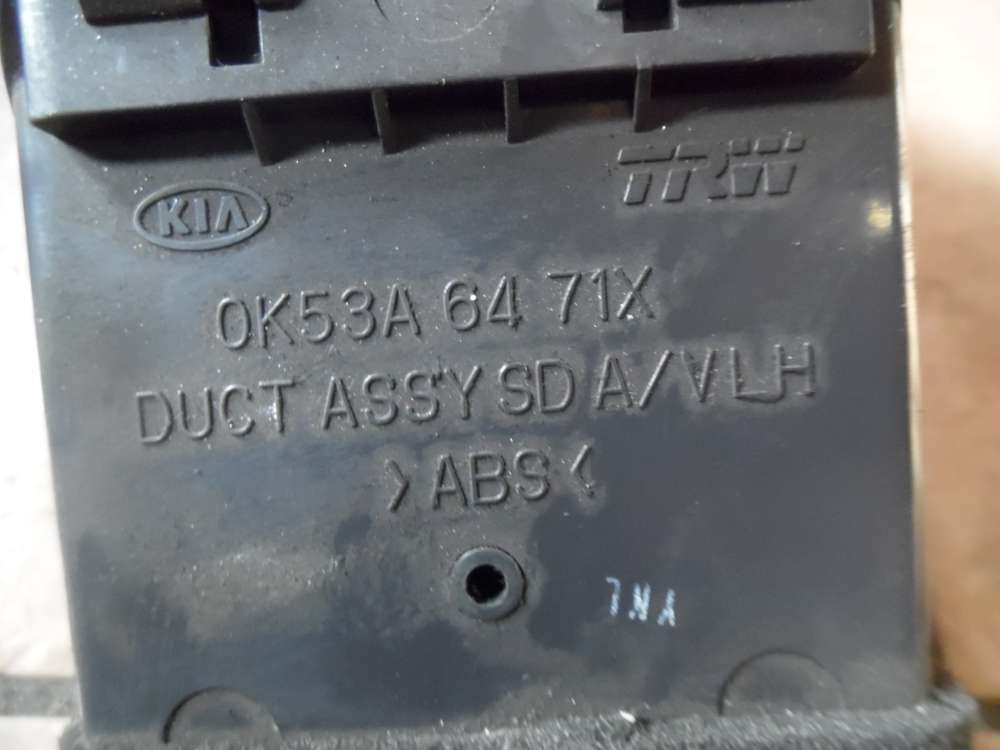 TRW
KIA
0K53A 64 71X
DUCT ASSY SD A/V LH
>ABS<